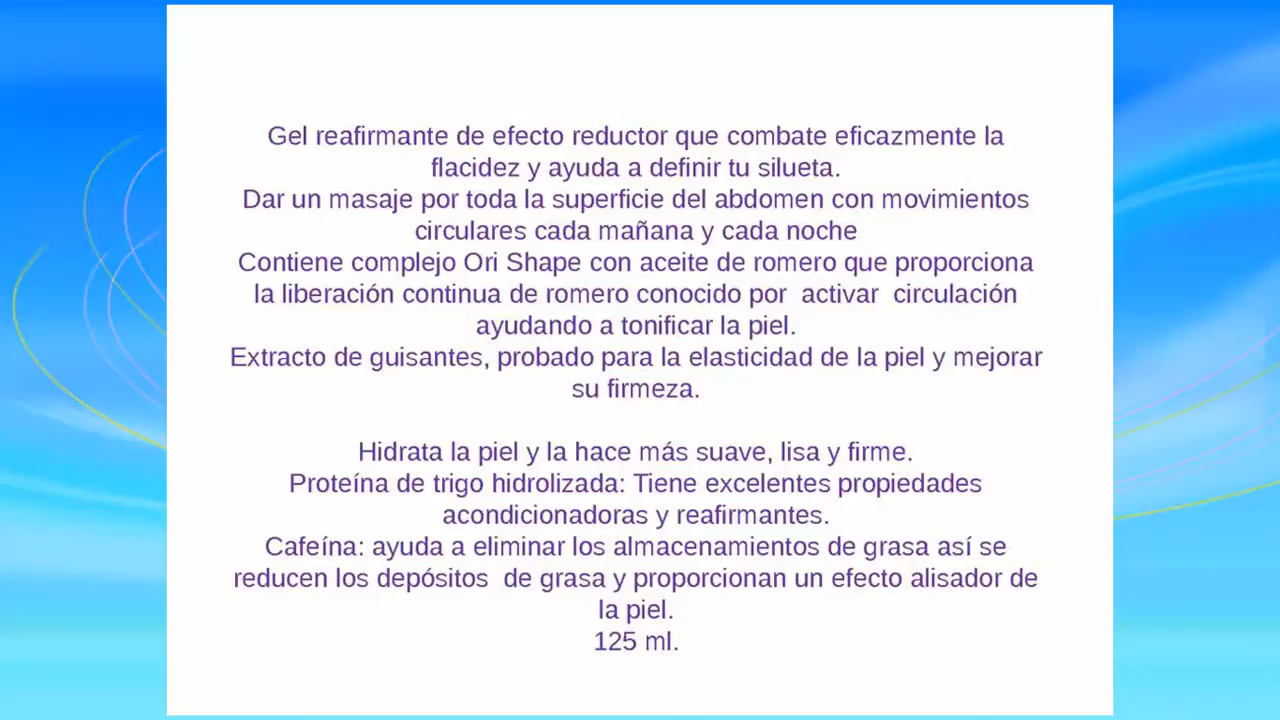 Gel reafirmante de efecto reductor que combate eficazmente la
flacidez y ayuda a definir tu silueta.
Dar un masaje por toda la superficie del abdomen con movimientos
circulares cada mañana y cada noche
Contiene complejo Ori Shape con aceite de romero que proporciona
la liberación continua de romero conocido por  activar  circulación
ayudando a tonificar la piel.
Extracto de guisantes, probado para la elasticidad de la piel y mejorar
su firmeza.
Hidrata la piel y la hace más suave, lisa y firme.
Proteína de trigo hidrolizada: Tiene excelentes propiedades
acondicionadoras y reafirmantes.
Cafeína: ayuda a eliminar los almacenamientos de grasa así se
reducen los depósitos  de grasa y proporcionan un efecto alisador de
la piel.
125 ml.